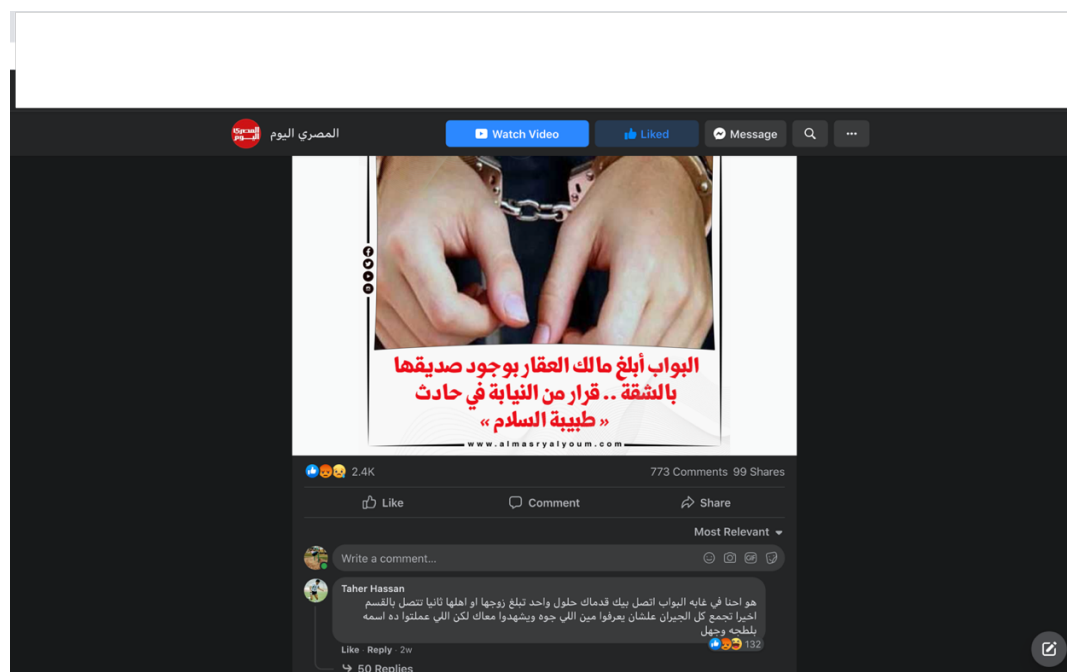 المصري اليوم
Watch Video
Liked
Message
البواب أبلغ مالك العقار بوجود صديقها
بالشقة .. قرار من النيابة في حادث
« طبيبة السلام »
www.almasryalyoum.com
2.4K
773 Comments 99 Shares
Like
Comment
Share
Most Relevant
Write a comment...
GIF
Taher Hassan
هو احنا في غابه البواب اتصل بيك قدماك حلول واحد تبلغ زوجها او اهلها ثانيا تتصل بالقسم
اخيرا تجمع كل الجيران علشان يعرفوا مين اللي جوه ويشهدوا معاك لكن اللي عملتوا ده اسمه
بلطجه وجهل
132
Like · Reply · 2w
50 Replies